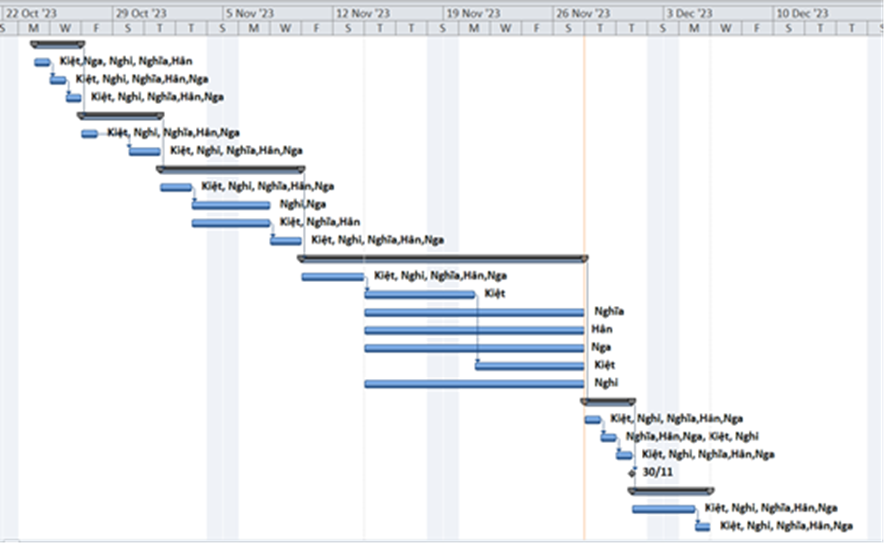 22 Oct '23 29 Oct '23 5 Nov '23 12 Nov '23 19 Nov '23 26 Nov '23 3 Dec '23 10 Dec '23
S M W F S T T S M W F S T T S M W F S T T S M W F S T T S
Kiệt,Nga, Nghi, Nghĩa,Hân
Kiệt, Nghi, Nghĩa,Hân,Nga
Kiệt, Nghi, Nghĩa,Hân,Nga
Kiệt, Nghi, Nghĩa,Hân,Nga
Kiệt, Nghi, Nghĩa,Hân,Nga
Kiệt, Nghi, Nghĩa,Hân,Nga
Nghi,Nga
Kiệt, Nghĩa,Hân
Kiệt, Nghi, Nghĩa,Hân,Nga
Kiệt, Nghi, Nghĩa,Hân,Nga
Kiệt
Nghĩa
Hân
Nga
Kiệt
Nghi
Kiệt, Nghi, Nghĩa,Hân,Nga
Nghĩa,Hân,Nga, Kiệt, Nghi
Kiệt, Nghi, Nghĩa,Hân,Nga
30/11
Kiệt, Nghi, Nghĩa,Hân,Nga
Kiệt, Nghi, Nghĩa,Hân,Nga